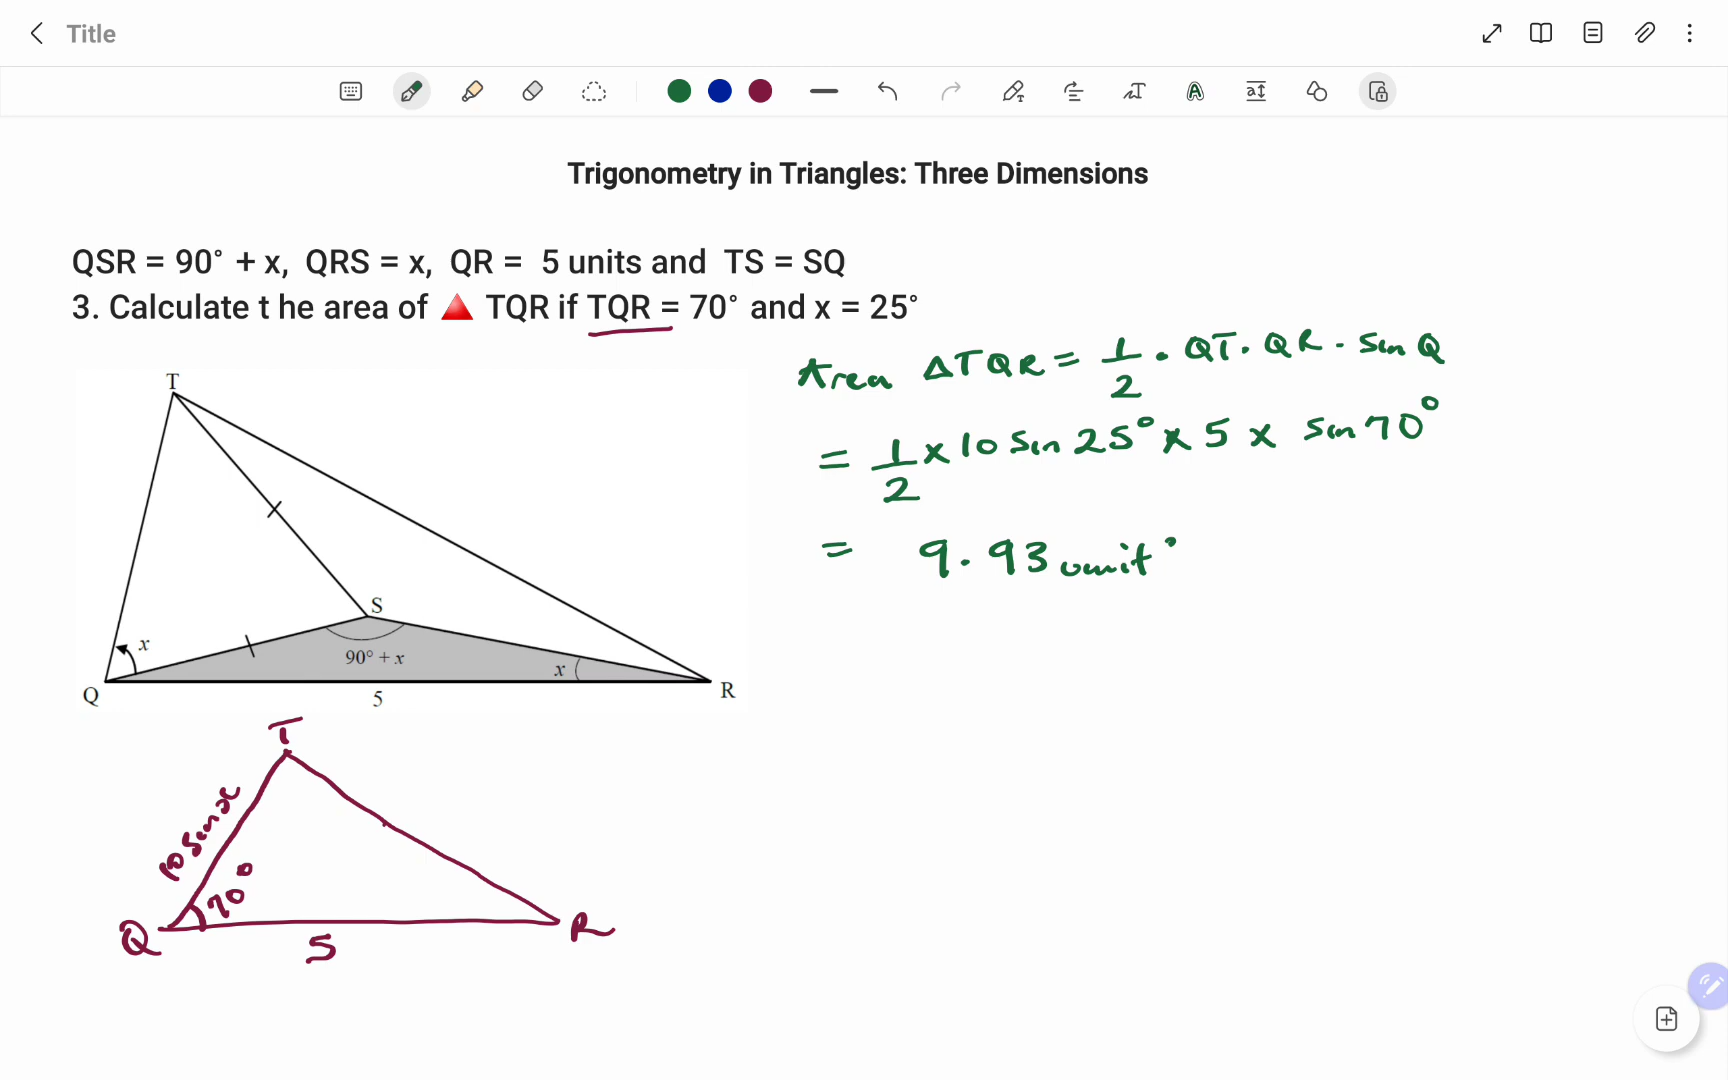 Title
Trigonometry in Triangles: Three Dimensions
QSR = 90° + x, QRS = x, QR = 5 units and TS = SQ
3. Calculate t he area of 🔺 TQR if TQR = 70° and x = 25°
Area ΔTQR = 1/2 · QT · QR · sin Q
= 1/2 × 10 sin 25° × 5 × sin 70°
= 9.93 unit
T
S
x
90° + x
x
Q
5
R
T
10 sin x
70°
Q
5
R